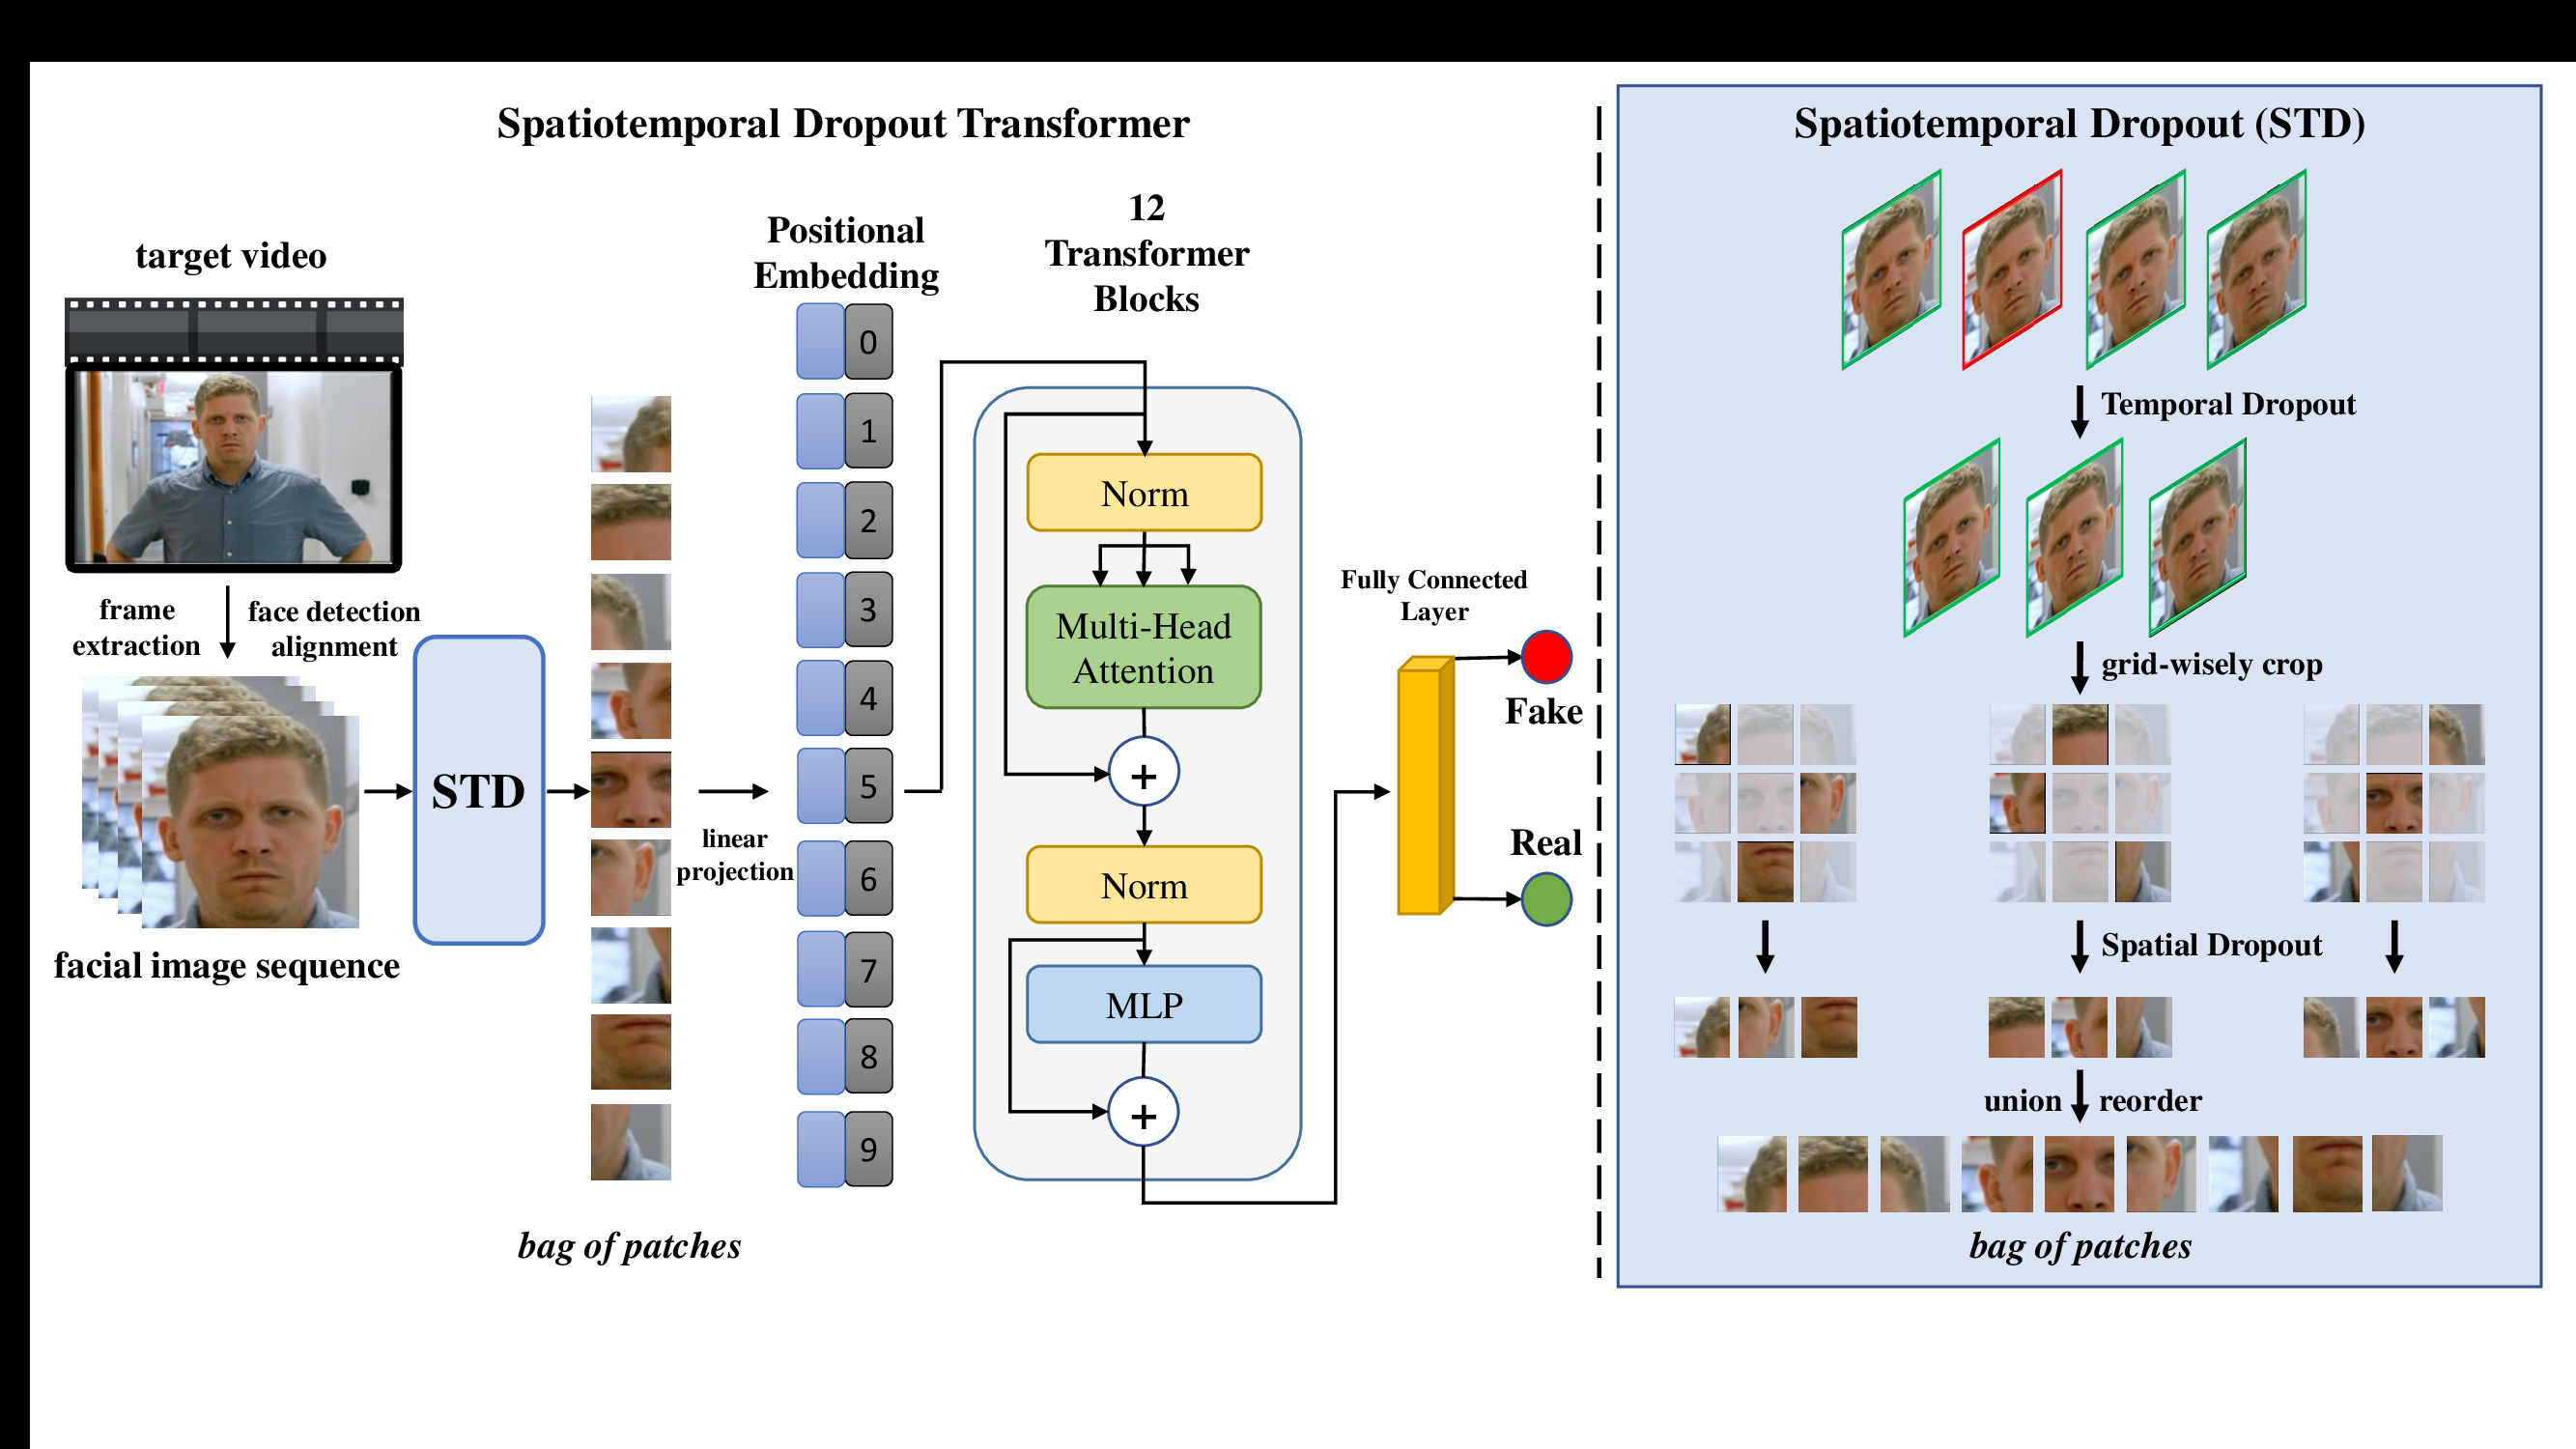 Spatiotemporal Dropout Transformer
target video
frame
extraction
face detection
alignment
facial image sequence
STD
bag of patches
linear
projection
Positional
Embedding
0
1
2
3
4
5
6
7
8
9
12
Transformer
Blocks
Norm
Multi-Head
Attention
+
Norm
MLP
+
Fully Connected
Layer
Fake
Real
Spatiotemporal Dropout (STD)
Temporal Dropout
grid-wisely crop
Spatial Dropout
union reorder
bag of patches